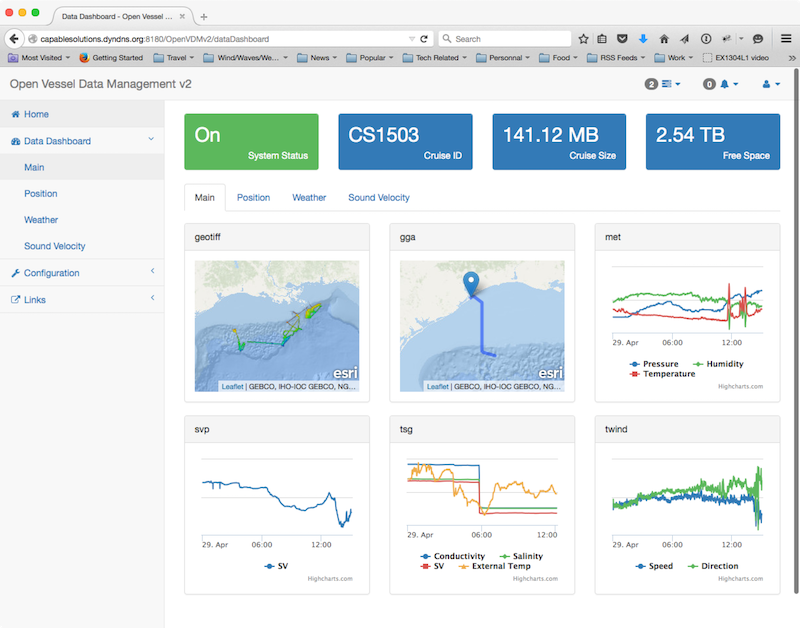 Data Dashboard - Open Vessel ...
capablesolutions.dyndns.org:8180/OpenVDMv2/dataDashboard
Search
Most Visited
Getting Started
Travel
Wind/Waves/We...
News
Popular
Tech Related
Personnal
Food
RSS Feeds
Work
EX1304L1 video
Open Vessel Data Management v2
2
0
Home
Data Dashboard
Main
Position
Weather
Sound Velocity
Configuration
Links
On
System Status
CS1503
Cruise ID
141.12 MB
Cruise Size
2.54 TB
Free Space
Main
Position
Weather
Sound Velocity
geotiff
esri
Leaflet | GEBCO, IHO-IOC GEBCO, NG...
gga
esri
Leaflet | GEBCO, IHO-IOC GEBCO, NG...
met
29. Apr 06:00 12:00
Pressure Humidity
Temperature
Highcharts.com
svp
29. Apr 06:00 12:00
SV
Highcharts.com
tsg
29. Apr 06:00 12:00
Conductivity Salinity
SV External Temp
Highcharts.com
twind
29. Apr 06:00 12:00
Speed Direction
Highcharts.com